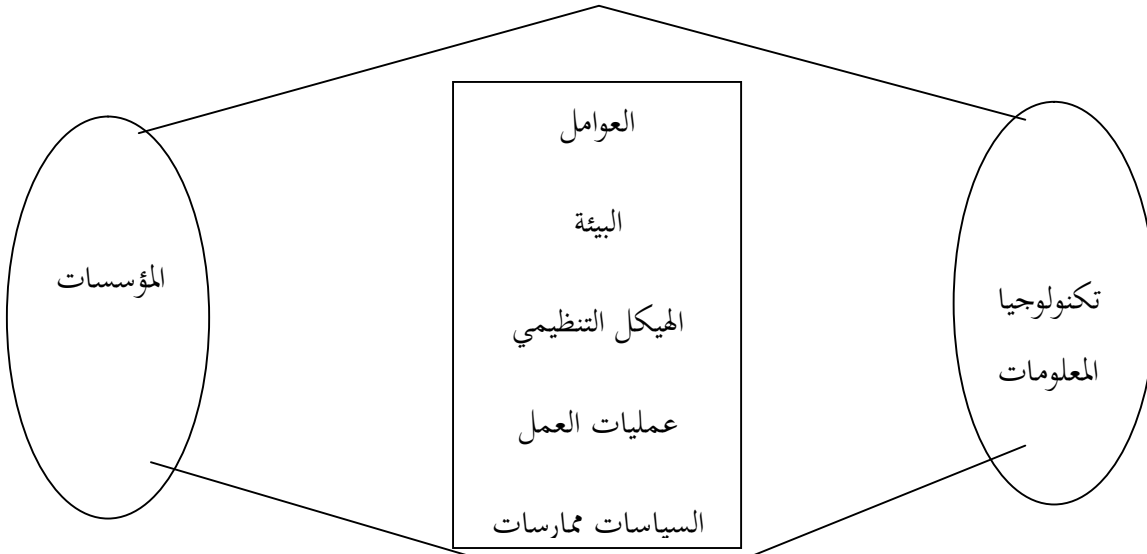 العوامل
البيئة
الهيكل التنظيمي
عمليات العمل
السياسات ممارسات
تكنولوجيا
المعلومات
المؤسسات